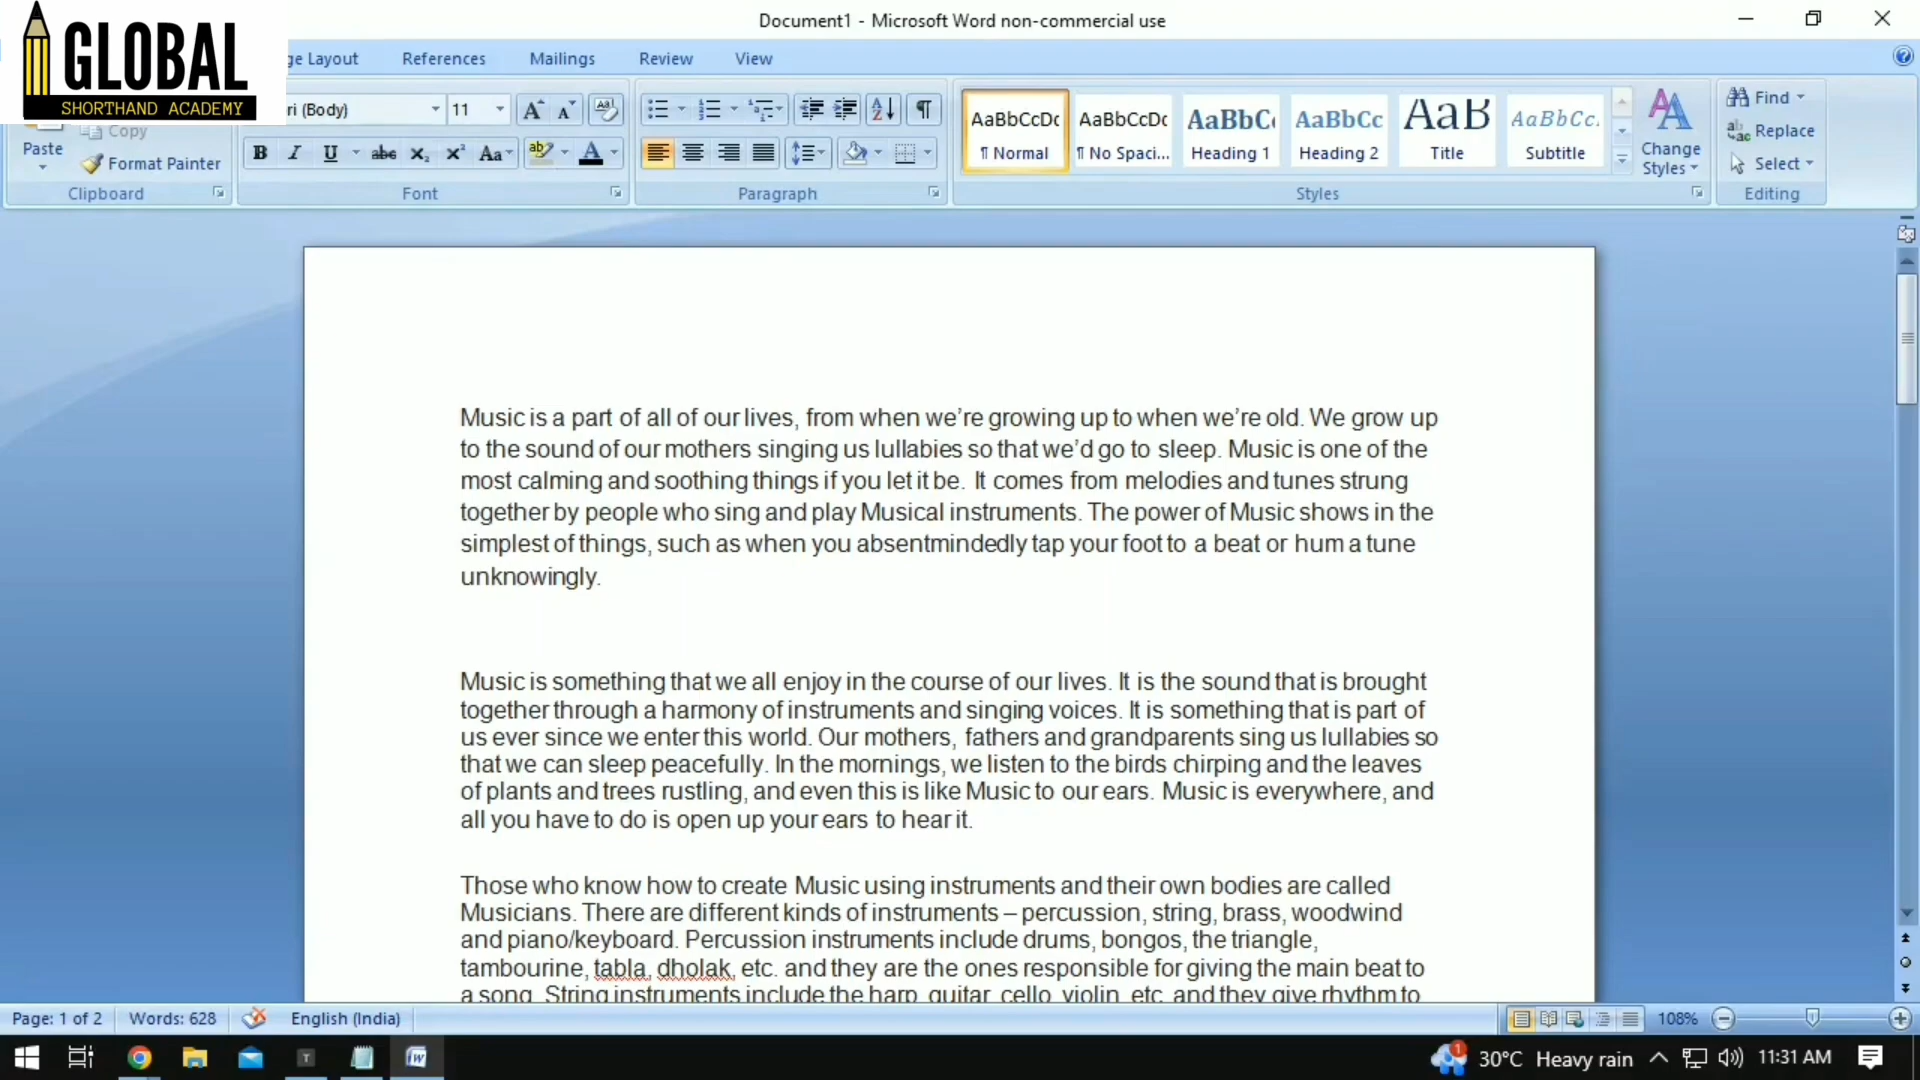 GLOBAL
SHORTHAND ACADEMY
Document1 - Microsoft Word non-commercial use
ge Layout References Mailings Review View
ri (Body) 11
Paste
Copy
Format Painter
Clipboard
Font
Paragraph
AaBbCcDc AaBbCcDc AaBbC AaBbCc AaB AaBbCc.
¶ Normal ¶ No Spaci... Heading 1 Heading 2 Title Subtitle
Change
Styles
Styles
Find
Replace
Select
Editing
Music is a part of all of our lives, from when we’re growing up to when we’re old. We grow up
to the sound of our mothers singing us lullabies so that we’d go to sleep. Music is one of the
most calming and soothing things if you let it be. It comes from melodies and tunes strung
together by people who sing and play Musical instruments. The power of Music shows in the
simplest of things, such as when you absentmindedly tap your foot to a beat or hum a tune
unknowingly.
Music is something that we all enjoy in the course of our lives. It is the sound that is brought
together through a harmony of instruments and singing voices. It is something that is part of
us ever since we enter this world. Our mothers, fathers and grandparents sing us lullabies so
that we can sleep peacefully. In the mornings, we listen to the birds chirping and the leaves
of plants and trees rustling, and even this is like Music to our ears. Music is everywhere, and
all you have to do is open up your ears to hear it.
Those who know how to create Music using instruments and their own bodies are called
Musicians. There are different kinds of instruments – percussion, string, brass, woodwind
and piano/keyboard. Percussion instruments include drums, bongos, the triangle,
tambourine, tabla, dholak, etc. and they are the ones responsible for giving the main beat to
a song. String instruments include the harp, guitar, cello, violin, etc. and they give rhythm to
Page: 1 of 2 Words: 628 English (India) 108%
30°C Heavy rain 11:31 AM